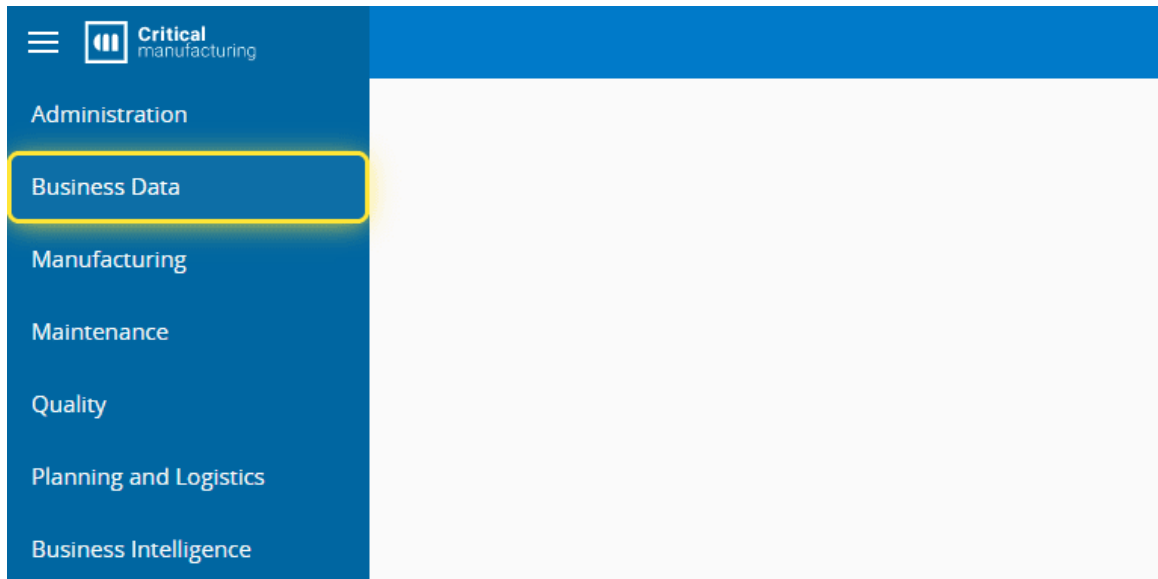 Critical
manufacturing
Administration
Business Data
Manufacturing
Maintenance
Quality
Planning and Logistics
Business Intelligence